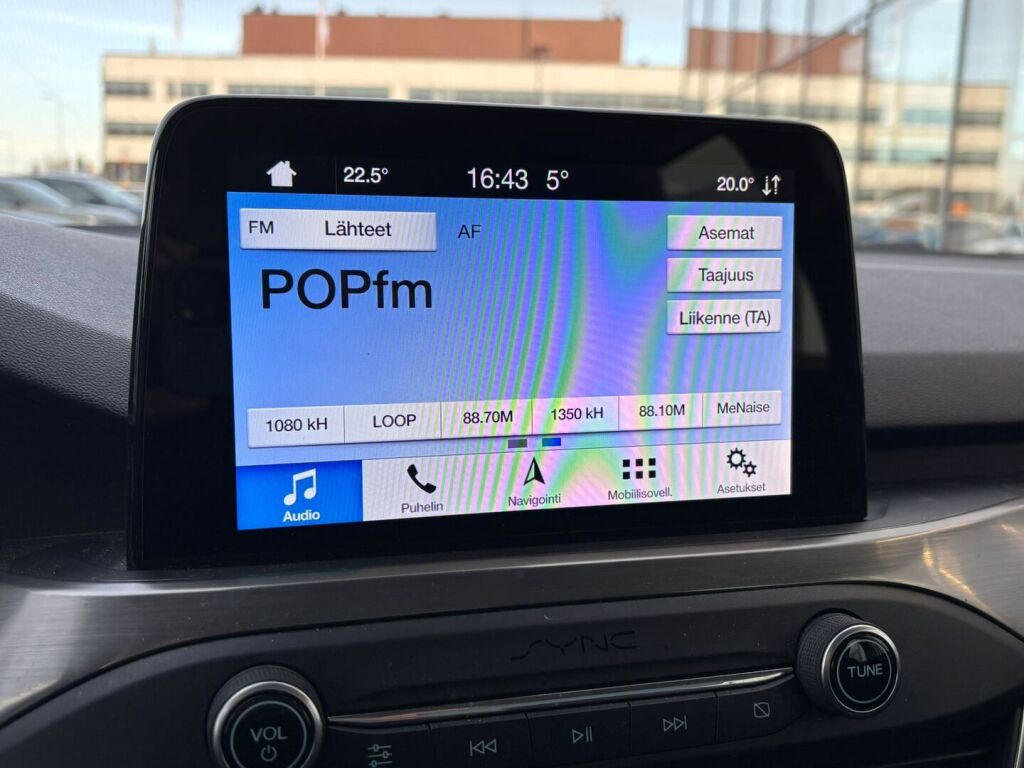 22.5° 16:43 5° 20.0°
FM Lähteet AF Asemat
POPfm
Taajuus
Liikenne (TA)
1080 kH LOOP 88.70M 1350 kH 88.10M MeNaise
Audio Puhelin Navigointi Mobiilisovell. Asetukset
SYNC
VOL
TUNE